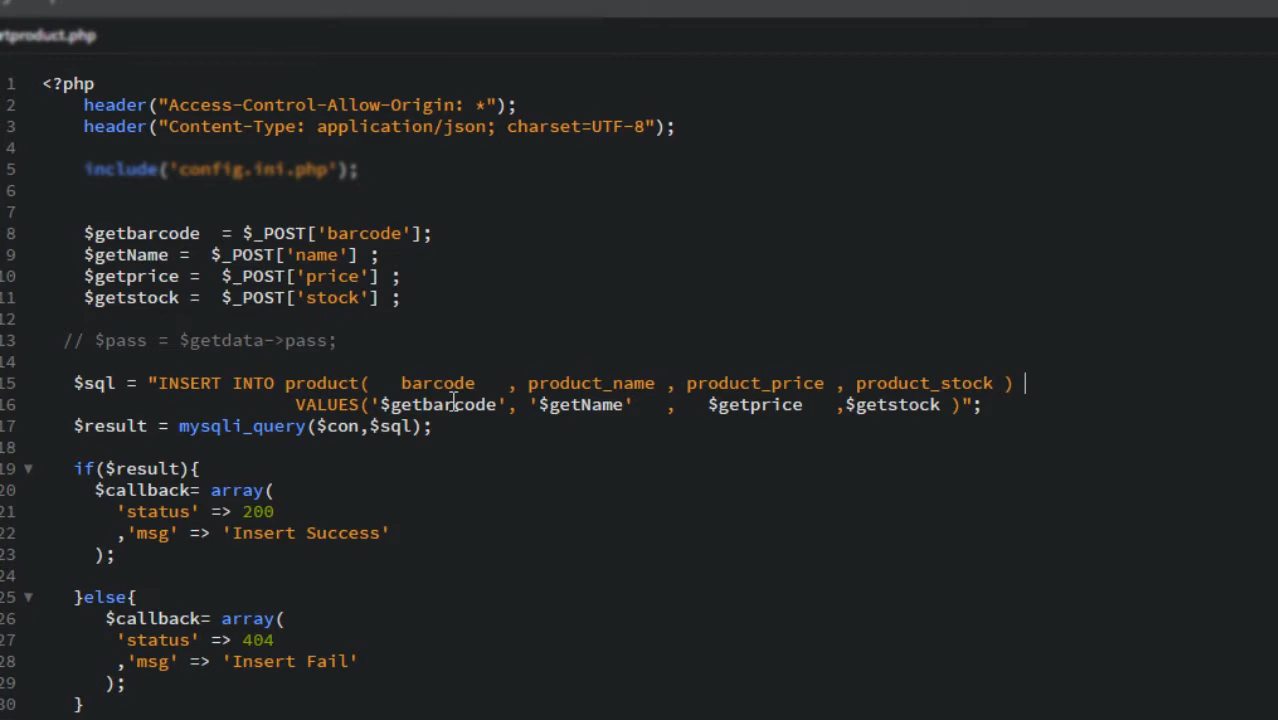 rtproduct.php
1 <?php
2 header("Access-Control-Allow-Origin: *");
3 header("Content-Type: application/json; charset=UTF-8");
4
5 include('config.ini.php');
6
7
8 $getbarcode  = $_POST['barcode'];
9 $getName =  $_POST['name'] ;
10 $getprice =  $_POST['price'] ;
11 $getstock =  $_POST['stock'] ;
12
13 // $pass = $getdata->pass;
14
15 $sql = "INSERT INTO product(   barcode   , product_name , product_price , product_stock )
16 VALUES('$getbarcode', '$getName'   ,   $getprice   ,$getstock )";
17 $result = mysqli_query($con,$sql);
18
19 if($result){
20 $callback= array(
21 'status' => 200
22 ,'msg' => 'Insert Success'
23 );
24
25 }else{
26 $callback= array(
27 'status' => 404
28 ,'msg' => 'Insert Fail'
29 );
30 }